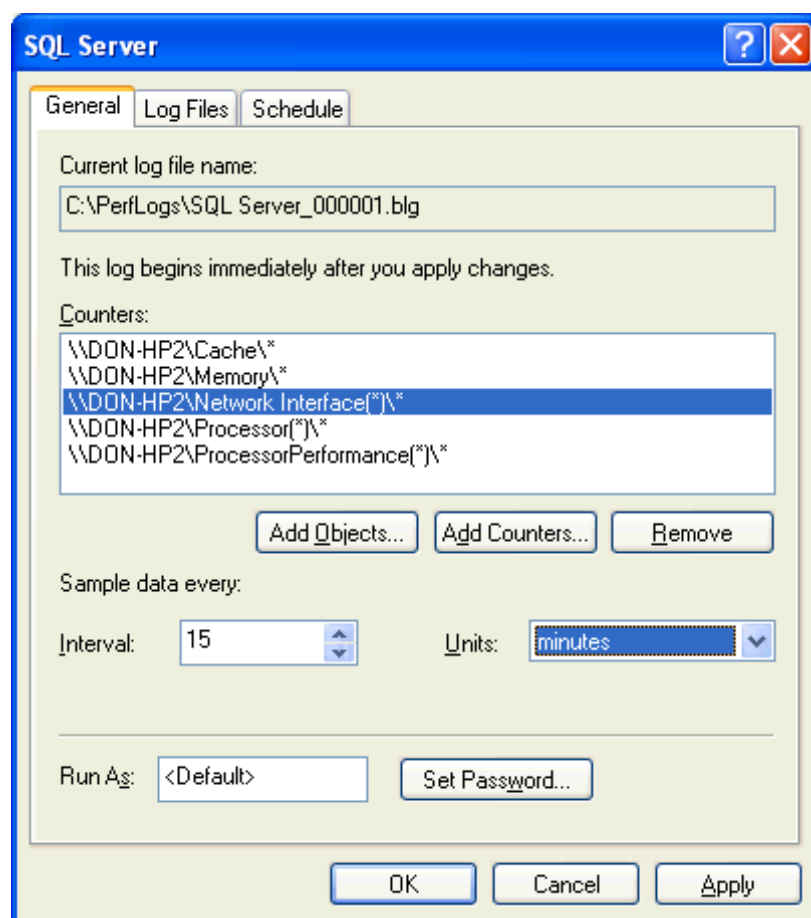 SQL Server
General Log Files Schedule
Current log file name:
C:\PerfLogs\SQL Server_000001.blg
This log begins immediately after you apply changes.
Counters:
\\DON-HP2\Cache\*
\\DON-HP2\Memory\*
\\DON-HP2\Network Interface(*)\*
\\DON-HP2\Processor(*)\*
\\DON-HP2\ProcessorPerformance(*)\*
Add Objects... Add Counters... Remove
Sample data every:
Interval: 15 Units: minutes
Run As: <Default> Set Password...
OK Cancel Apply